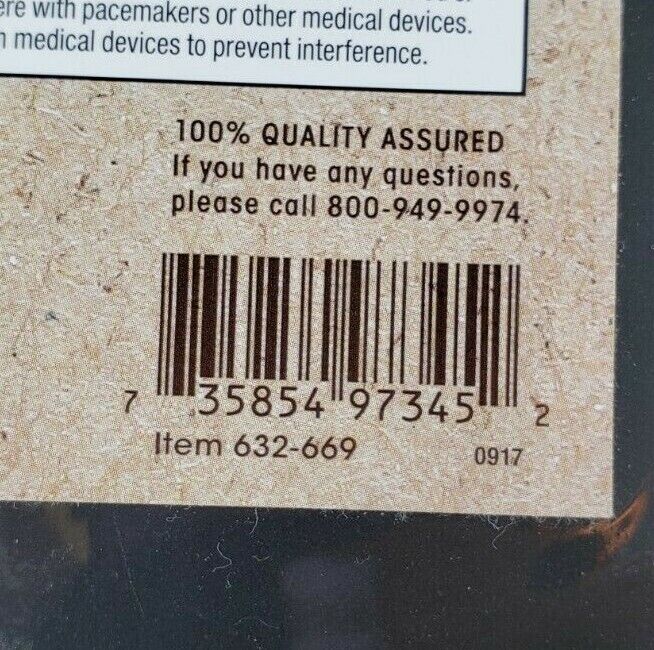 ere with pacemakers or other medical devices.
medical devices to prevent interference.
100% QUALITY ASSURED
If you have any questions,
please call 800-949-9974.
7 35854 97345 2
Item 632-669
0917